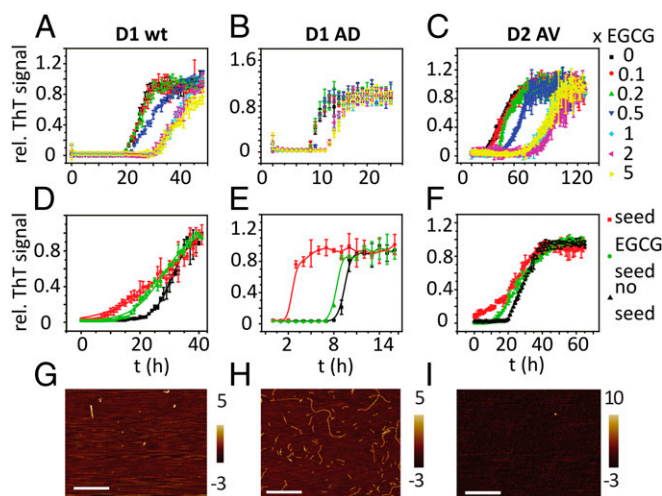 A D1 wt B D1 AD C D2 AV x EGCG
rel. ThT signal
1.2
0.8
0.4
0
0 20 40
1.6
0.8
0
0 10 20
1.2
0.8
0.4
0
0 60 120
0
0.1
0.2
0.5
1
2
5
D E F
rel. ThT signal
1.2
0.8
0.4
0
0 20 40
t (h)
1.2
0.8
0.4
0
2 8 14
t (h)
1.2
0.8
0.4
0
0 20 40 60
t (h)
seed
EGCG
seed
no
seed
G 5 H 5 I 10
-3 -3 -3